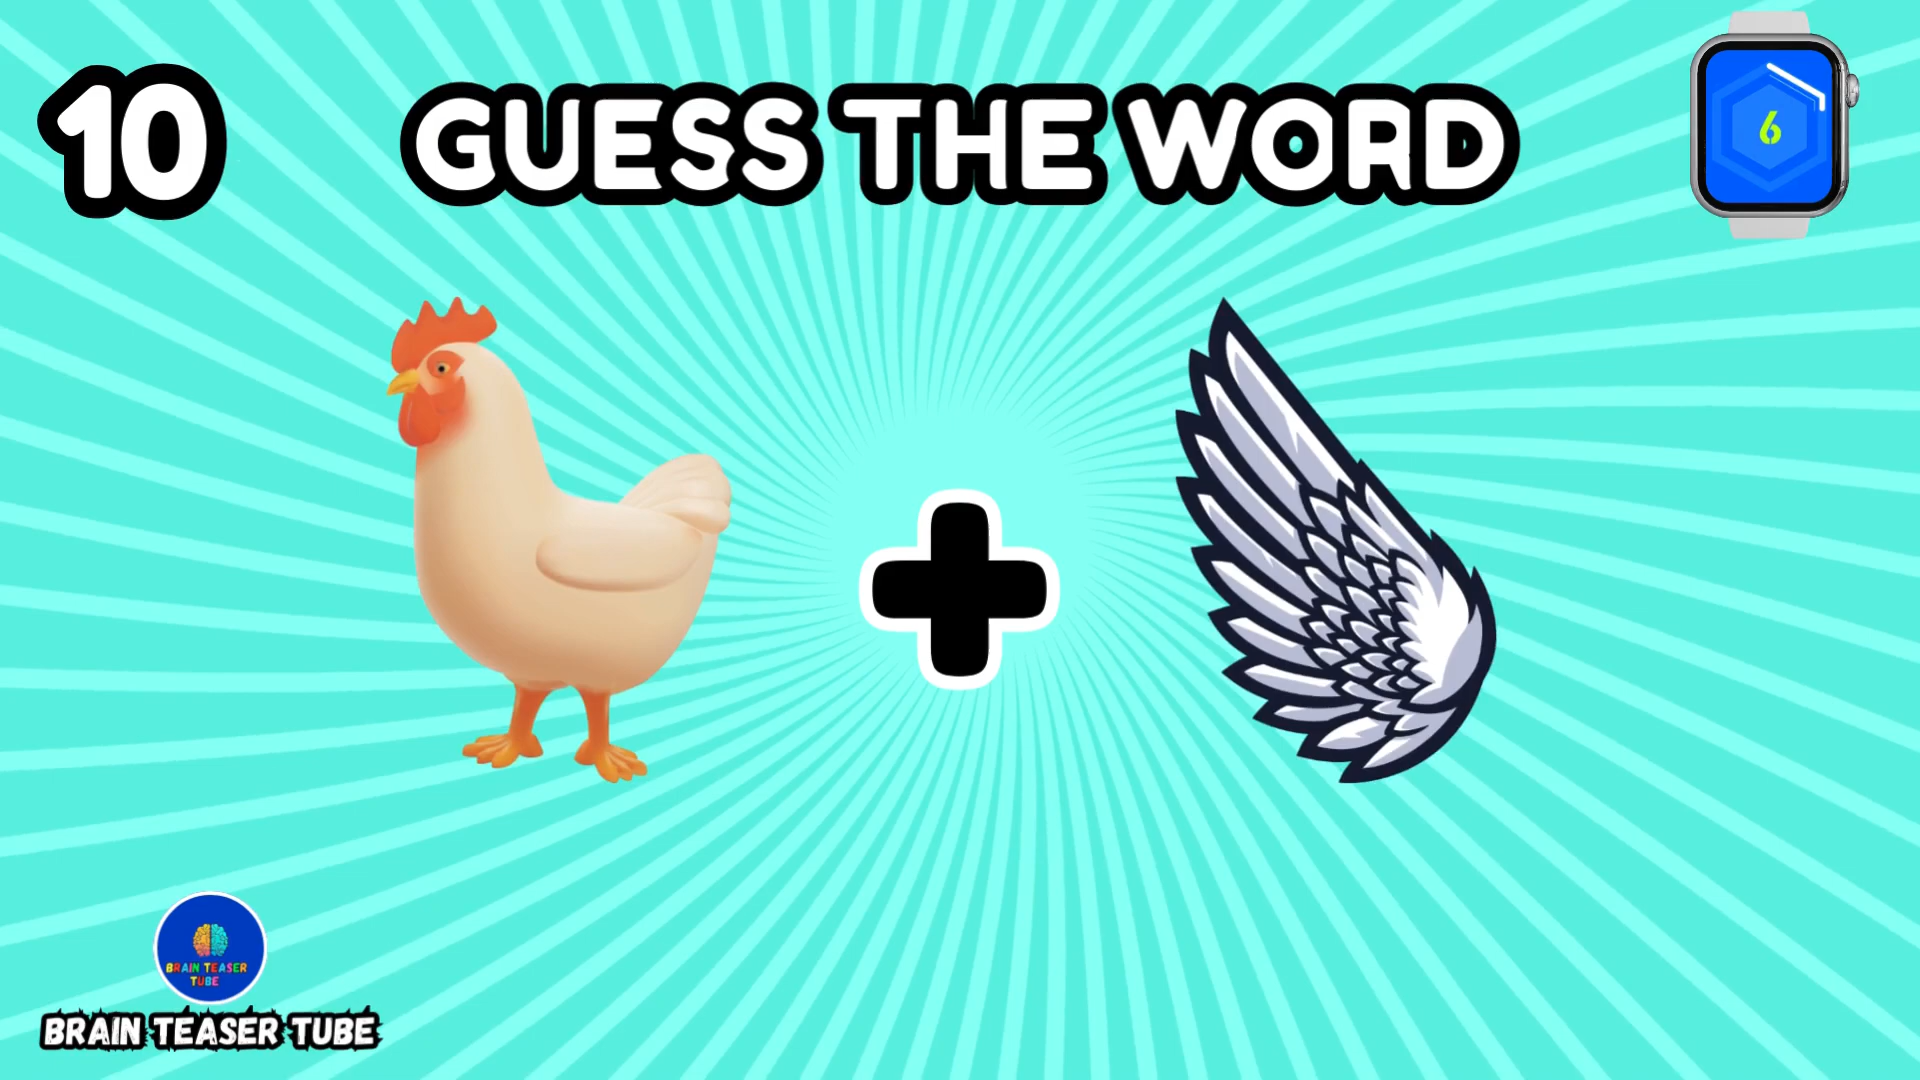 10
GUESS THE WORD
6
BRAIN TEASER
TUBE
BRAIN TEASER TUBE